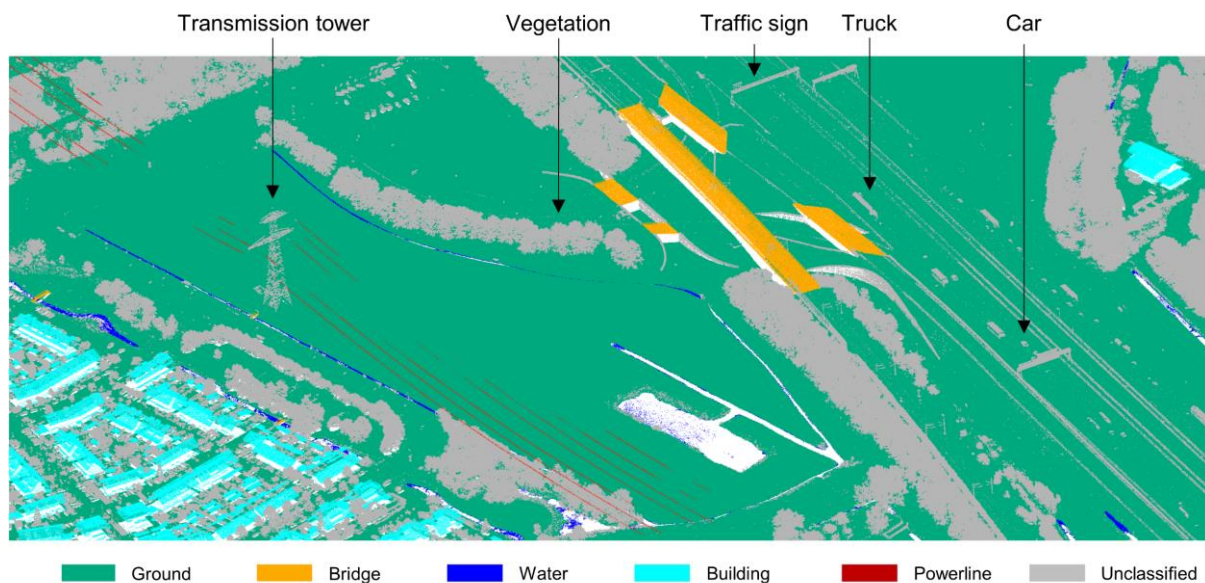 Transmission tower Vegetation Traffic sign Truck Car
Ground Bridge Water Building Powerline Unclassified